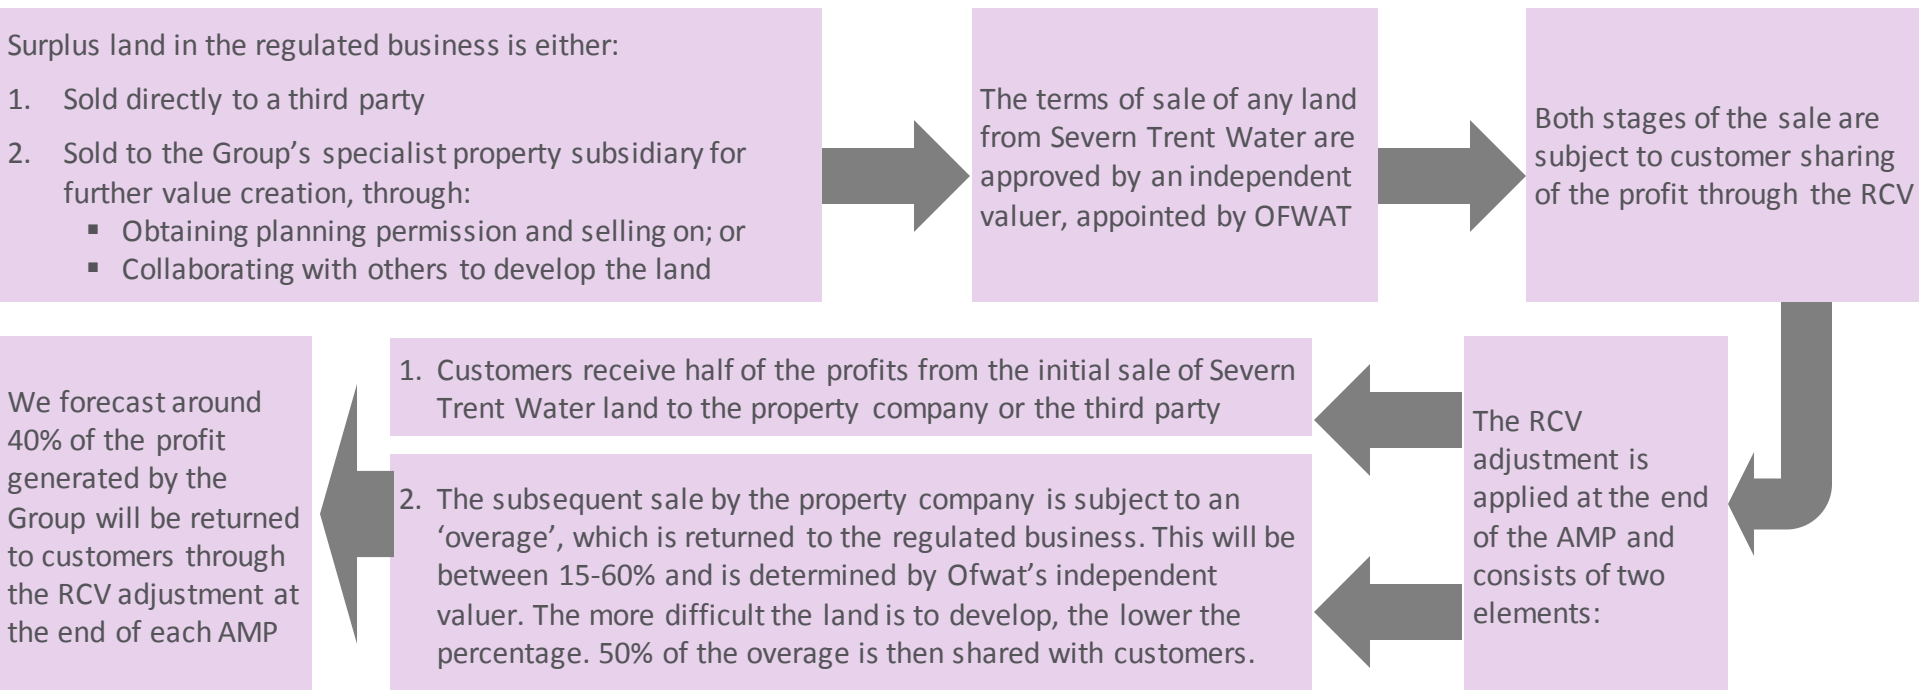 Surplus land in the regulated business is either:
1. Sold directly to a third party
2. Sold to the Group’s specialist property subsidiary for
further value creation, through:
▪ Obtaining planning permission and selling on; or
▪ Collaborating with others to develop the land
The terms of sale of any land
from Severn Trent Water are
approved by an independent
valuer, appointed by OFWAT
Both stages of the sale are
subject to customer sharing
of the profit through the RCV
The RCV
adjustment is
applied at the end
of the AMP and
consists of two
elements:
1. Customers receive half of the profits from the initial sale of Severn
Trent Water land to the property company or the third party
2. The subsequent sale by the property company is subject to an
‘overage’, which is returned to the regulated business. This will be
between 15-60% and is determined by Ofwat’s independent
valuer. The more difficult the land is to develop, the lower the
percentage. 50% of the overage is then shared with customers.
We forecast around
40% of the profit
generated by the
Group will be returned
to customers through
the RCV adjustment at
the end of each AMP